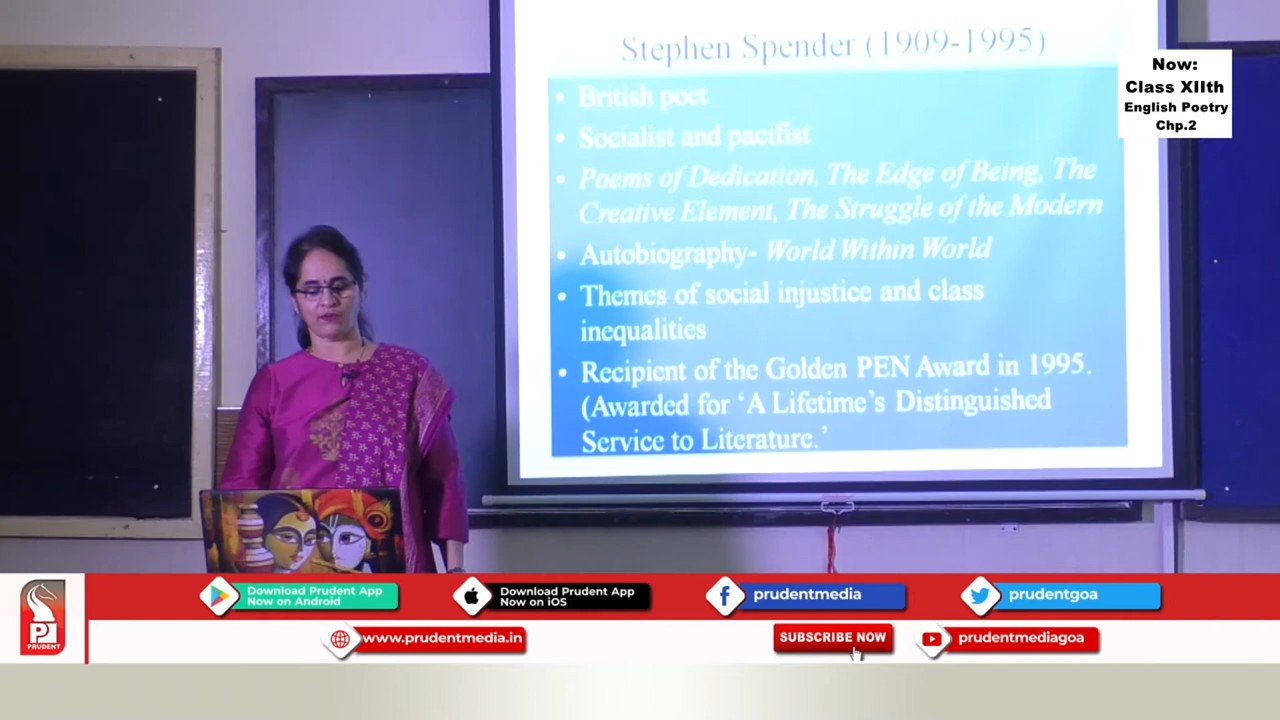 Stephen Spender (1909-1995)
• British poet
• Socialist and pacifist
• Poems of Dedication, The Edge of Being, The
Creative Element, The Struggle of the Modern
• Autobiography- World Within World
• Themes of social injustice and class
inequalities
• Recipient of the Golden PEN Award in 1995.
(Awarded for ‘A Lifetime’s Distinguished
Service to Literature.’
Now:
Class XIIth
English Poetry
Chp.2
PRUDENT
Download Prudent App
Now on Android
Download Prudent App
Now on iOS
prudentmedia
prudentgoa
www.prudentmedia.in
SUBSCRIBE NOW
prudentmediagoa